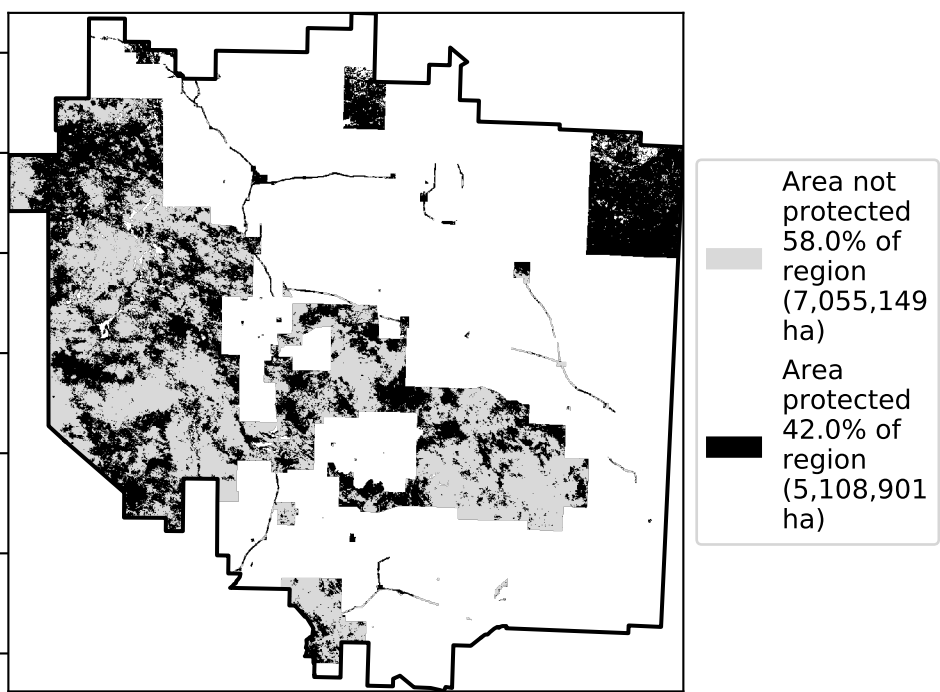 Area not
protected
58.0% of
region
(7,055,149
ha)
Area
protected
42.0% of
region
(5,108,901
ha)